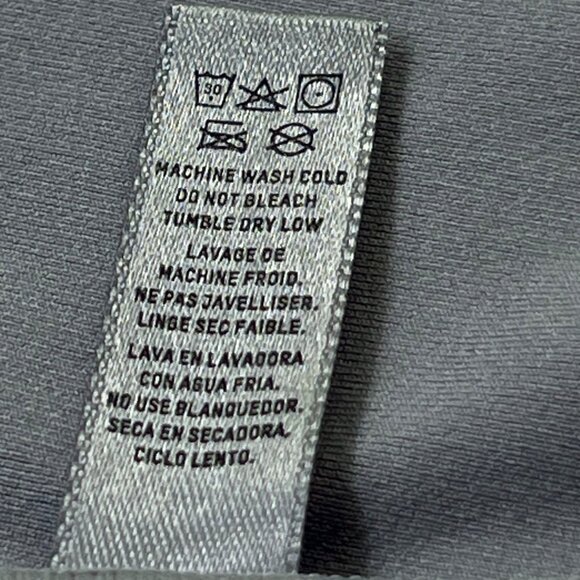 30
MACHINE WASH COLD
DO NOT BLEACH
TUMBLE DRY LOW
LAVAGE DE
MACHINE FROID.
NE PAS JAVELLISER.
LINGE SEC FAIBLE.
LAVA EN LAVADORA
CON AGUA FRIA.
NO USE BLANQUEDOR.
SECA EN SECADORA.
CICLO LENTO.